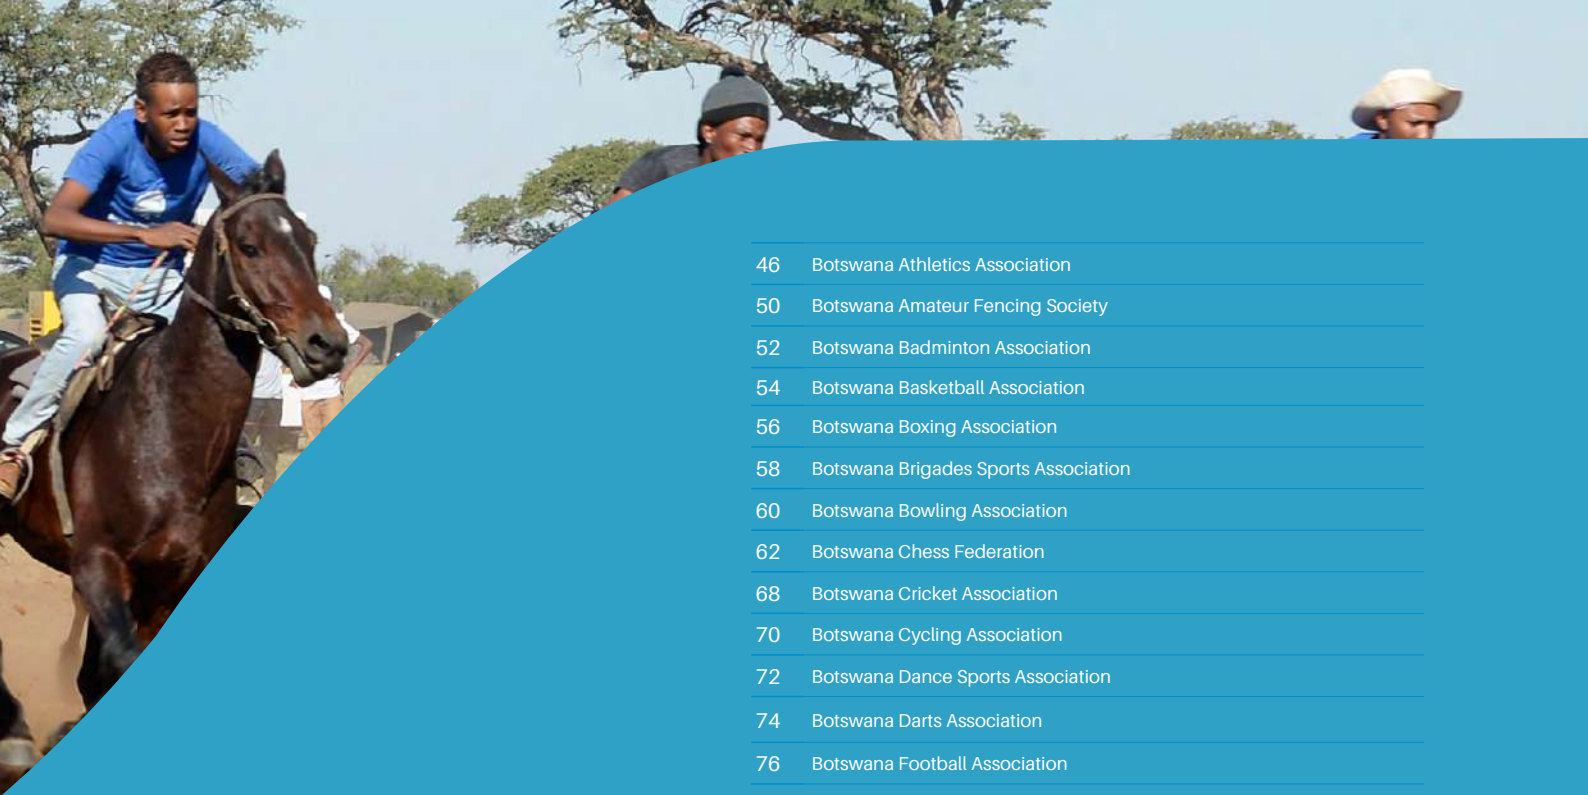 46 Botswana Athletics Association
50 Botswana Amateur Fencing Society
52 Botswana Badminton Association
54 Botswana Basketball Association
56 Botswana Boxing Association
58 Botswana Brigades Sports Association
60 Botswana Bowling Association
62 Botswana Chess Federation
68 Botswana Cricket Association
70 Botswana Cycling Association
72 Botswana Dance Sports Association
74 Botswana Darts Association
76 Botswana Football Association